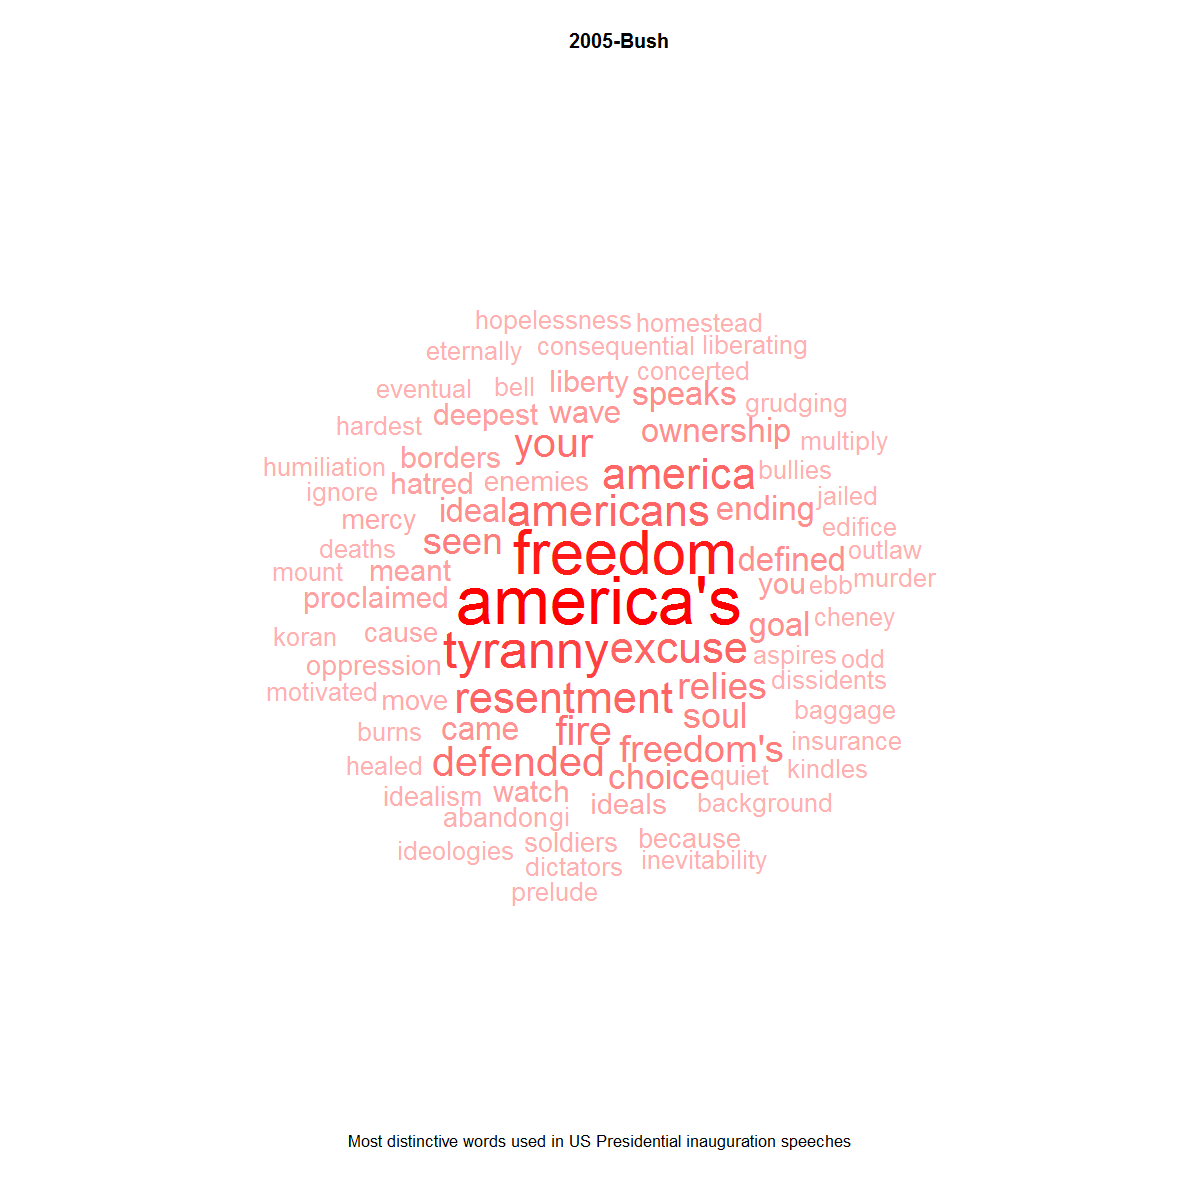 2005-Bush
hopelessness homestead
eternally consequential liberating
eventual bell liberty concerted
hardest deepest wave speaks grudging
your ownership multiply
humiliation borders america bullies
ignore hatred enemies jailed
mercy ideal americans ending edifice
deaths seen freedom defined outlaw
mount meant you ebb murder
proclaimed america's goal cheney
koran cause tyranny excuse aspires odd
oppression
motivated move resentment relies dissidents
burns came fire soul baggage
healed defended freedom's insurance
choice quiet kindles
idealism watch ideals background
abandongi
ideologies soldiers because
dictators inevitability
prelude
Most distinctive words used in US Presidential inauguration speeches